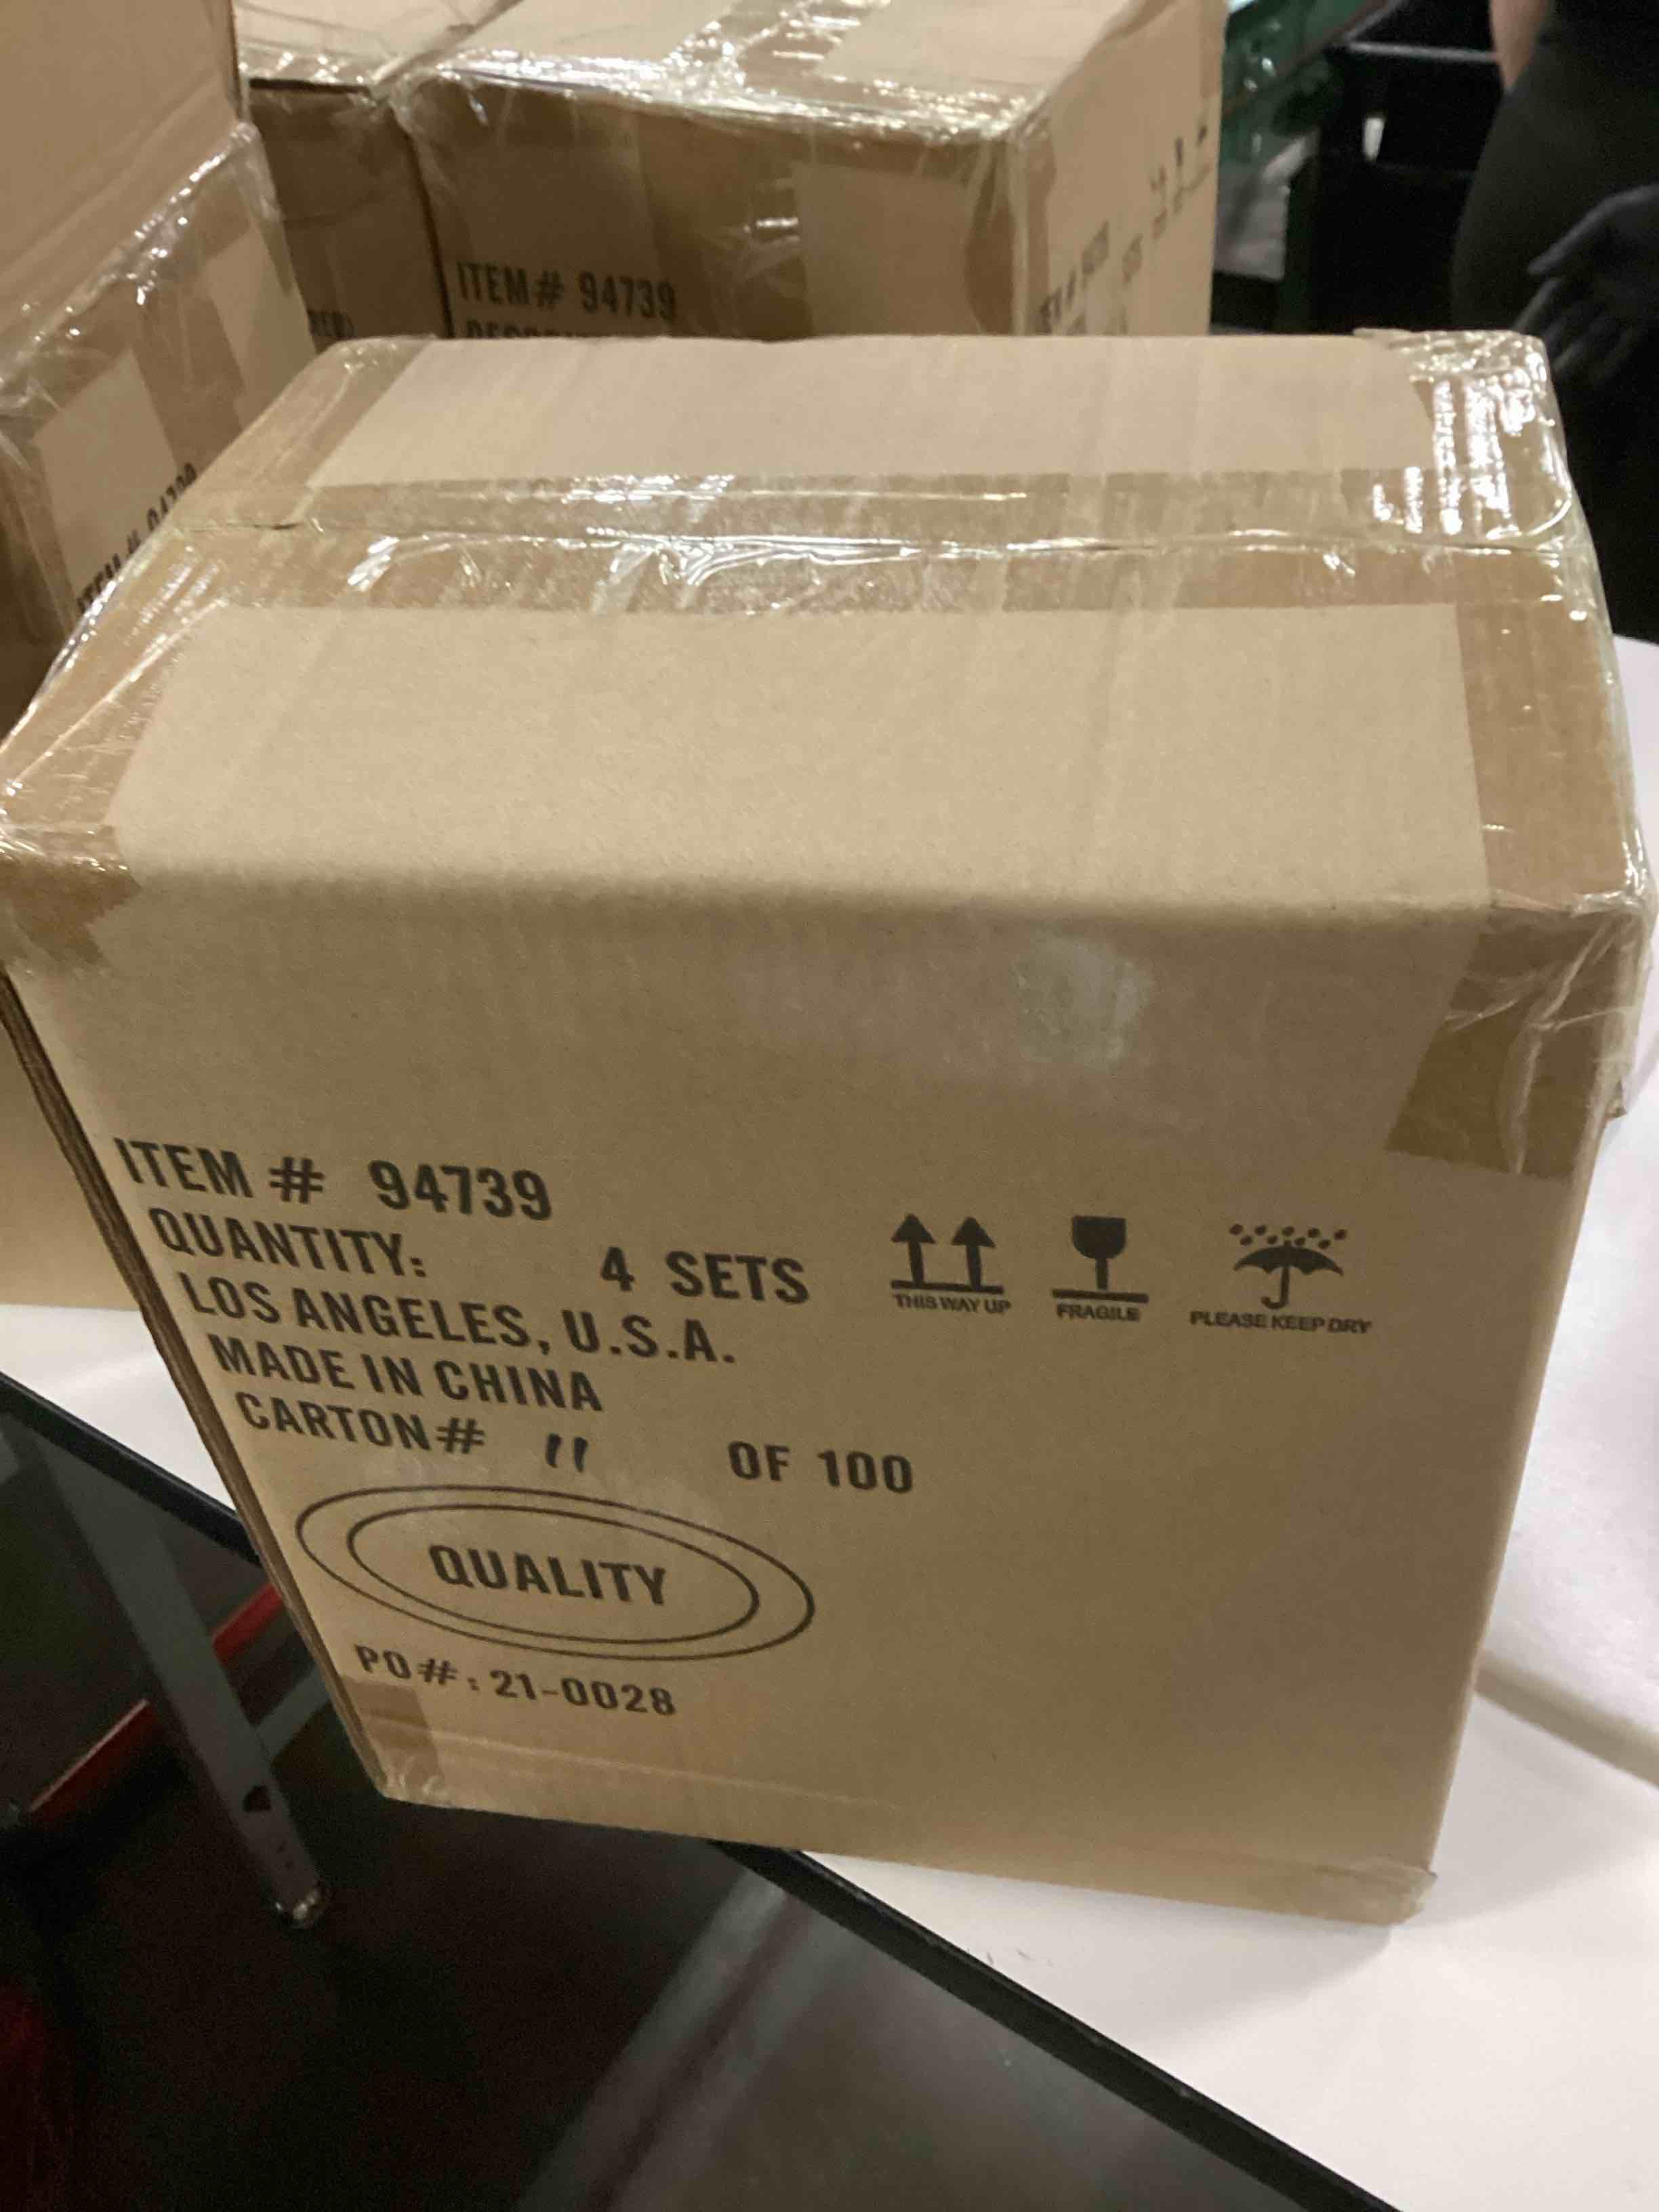 ITEM# 94739
ITEM # 94739
QUANTITY: 4 SETS
LOS ANGELES, U.S.A.
MADE IN CHINA
CARTON# 11 OF 100
QUALITY
PO#: 21-0028
THIS WAY UP
FRAGILE
PLEASE KEEP DRY